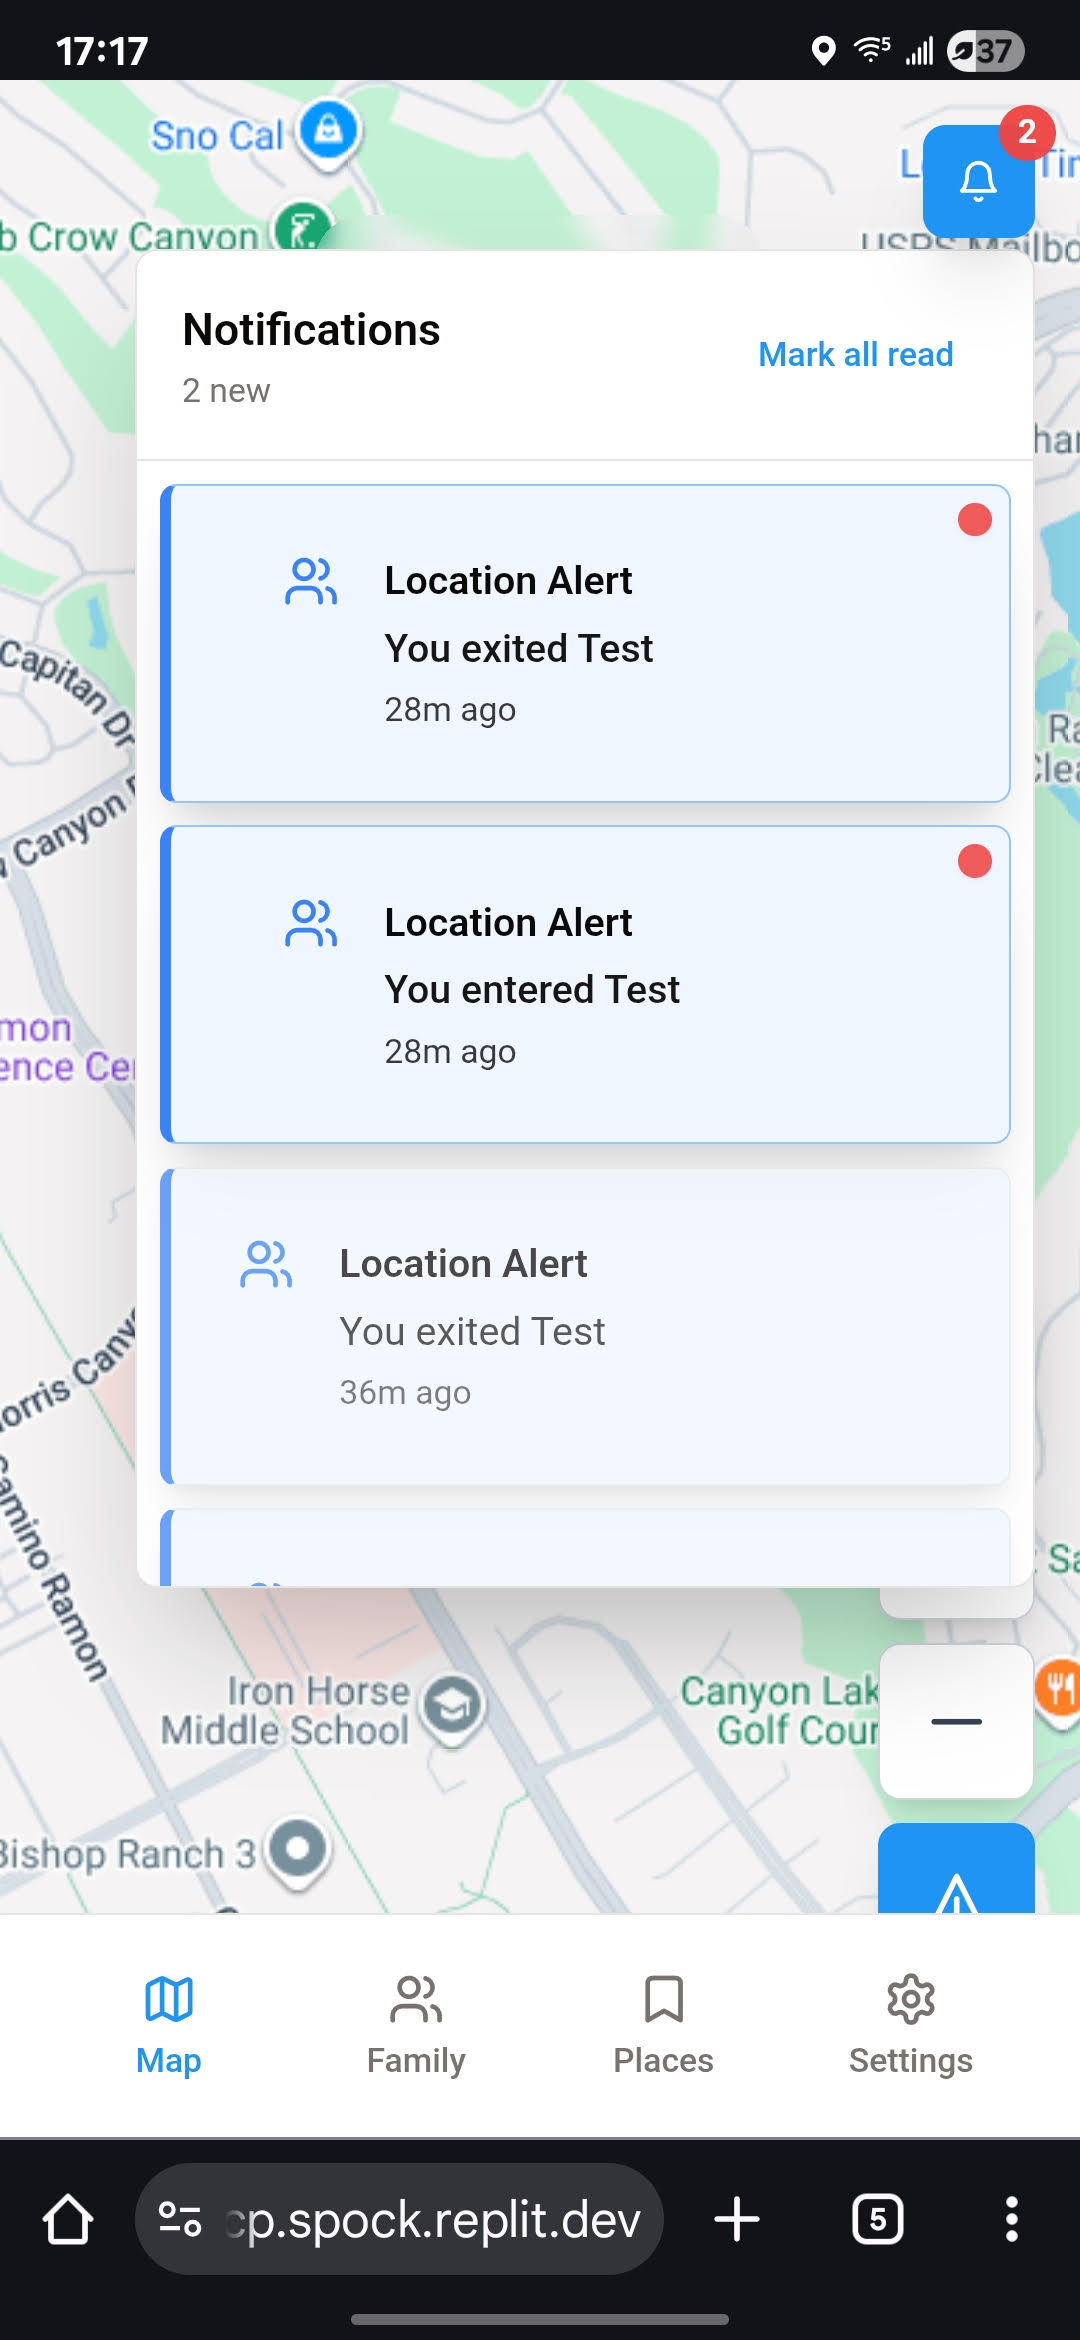 17:17
5
37
Sno Cal
2
b Crow Canyon
USPS Mailbo
Notifications
Mark all read
2 new
Location Alert
You exited Test
28m ago
Location Alert
You entered Test
28m ago
Location Alert
You exited Test
36m ago
Capitan Dr
Canyon
mon
ence Ce
Camino Ramon
Iron Horse
Middle School
Canyon Lak
Golf Cour
Bishop Ranch 3
Map
Family
Places
Settings
cp.spock.replit.dev
5